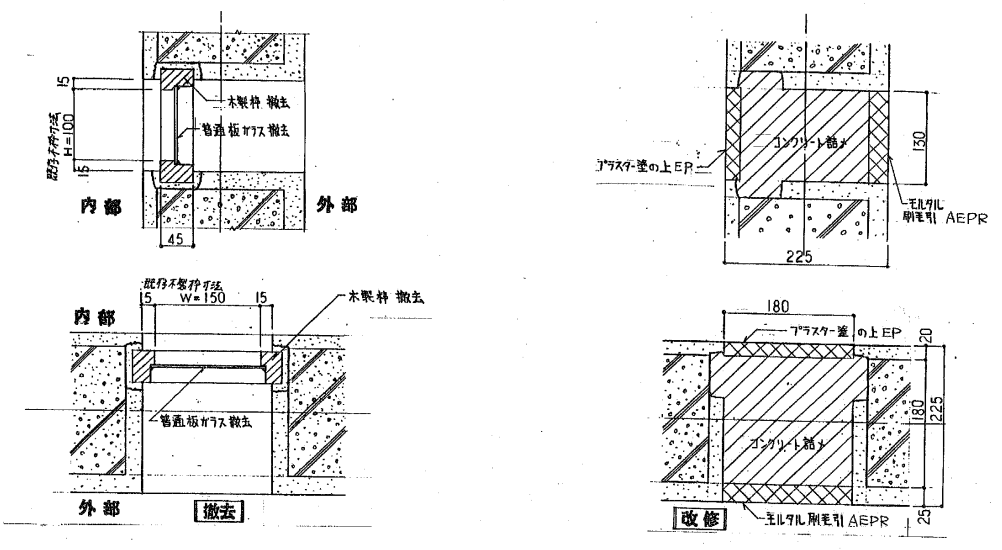 15
木製枠 撤去
普通板ガラス撤去
既存木枠寸法
H=100
15
内部
外部
45
既存木製枠寸法
15
W=150
15
木製枠 撤去
内部
普通板ガラス撤去
外部
撤去
コンクリート詰メ
130
プラスター塗の上EP
モルタル
刷毛引 AEPR
225
180
プラスター塗の上EP
20
180
225
コンクリート詰メ
25
改修
モルタル刷毛引 AEPR